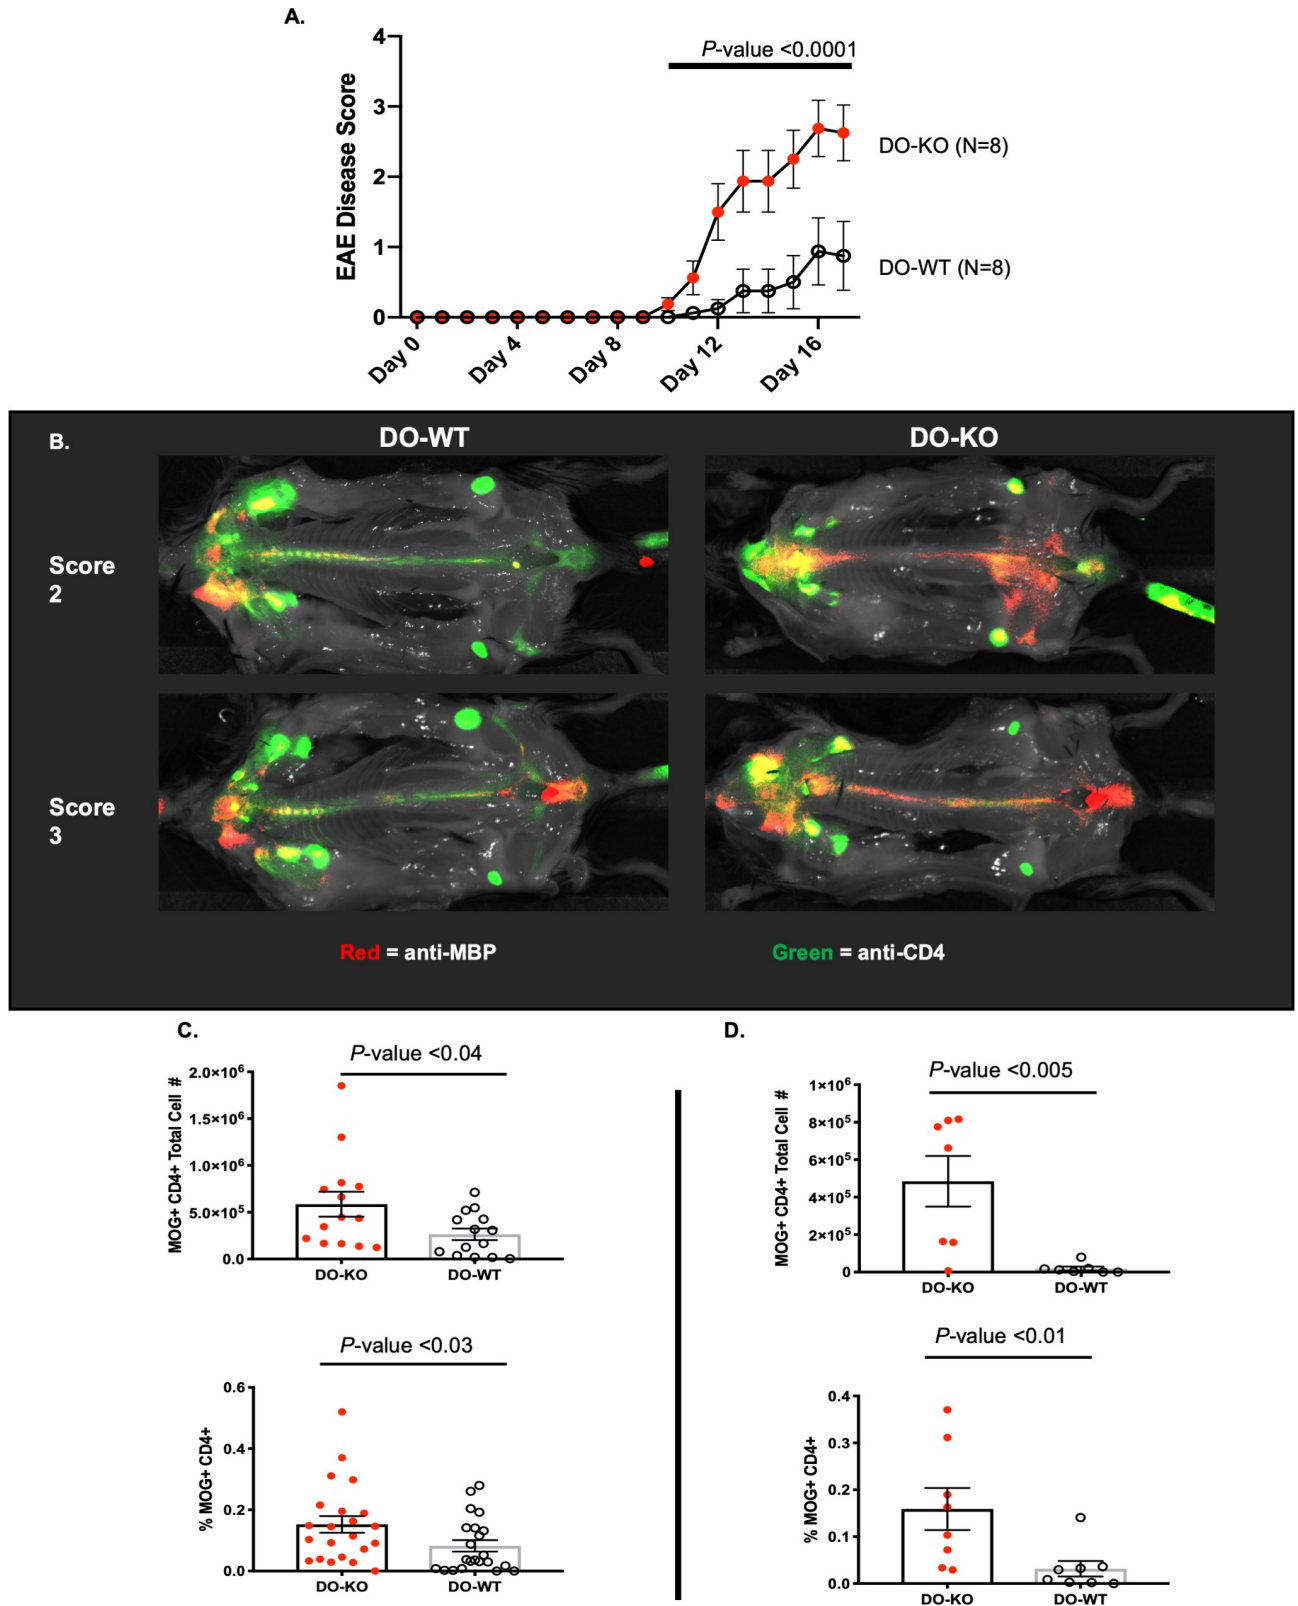 A.
P-value <0.0001
EAE Disease Score
4
3
2
1
0
DO-KO (N=8)
DO-WT (N=8)
Day 0
Day 4
Day 8
Day 12
Day 16
B.
DO-WT
DO-KO
Score
2
Score
3
Red = anti-MBP
Green = anti-CD4
C.
P-value <0.04
MOG+ CD4+ Total Cell #
2.0×10⁶
1.5×10⁶
1.0×10⁶
5.0×10⁵
0.0
DO-KO
DO-WT
P-value <0.03
% MOG+ CD4+
0.6
0.4
0.2
0.0
DO-KO
DO-WT
D.
P-value <0.005
MOG+ CD4+ Total Cell #
1×10⁶
8×10⁵
6×10⁵
4×10⁵
2×10⁵
0
DO-KO
DO-WT
P-value <0.01
% MOG+ CD4+
0.4
0.3
0.2
0.1
0.0
DO-KO
DO-WT